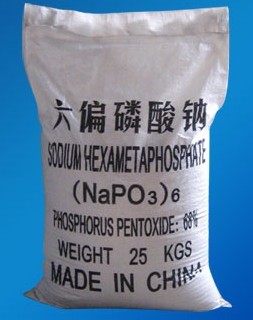 六偏磷酸钠
SODIUM HEXAMETAPHOSPHATE
(NaPO3)6
PHOSPHORUS PENTOXIDE: 68%
WEIGHT 25 KGS
MADE IN CHINA